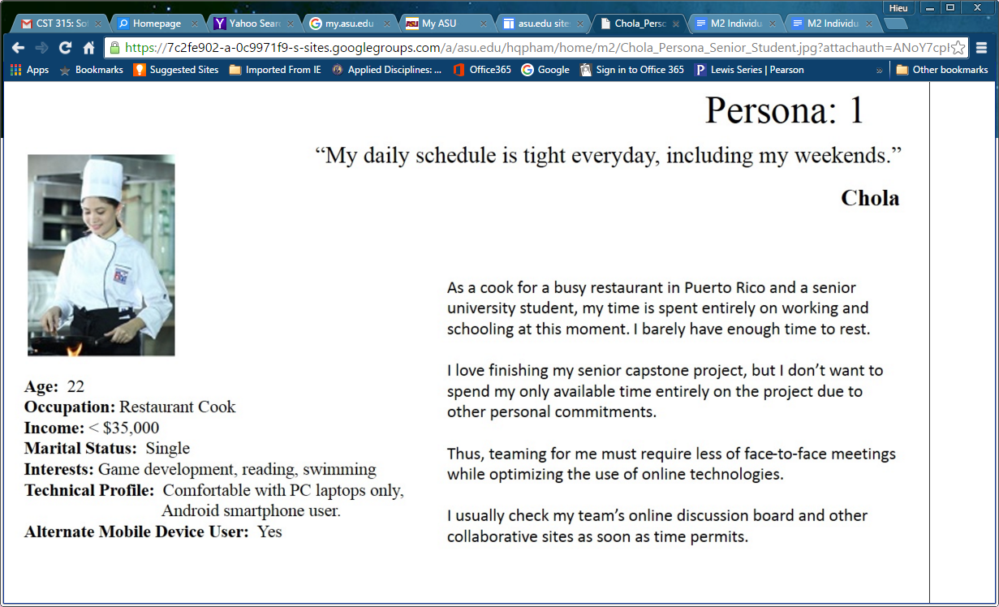 Hieu
CST 315: So
Homepage
Yahoo Sear
my.asu.edu
My ASU
asu.edu site
Chola_Perso
M2 Individu
M2 Individu
https://7c2fe902-a-0c9971f9-s-sites.googlegroups.com/a/asu.edu/hqpham/home/m2/Chola_Persona_Senior_Student.jpg?attachauth=ANoY7cpl
Apps
Bookmarks
Suggested Sites
Imported From IE
Applied Disciplines: ...
Office365
Google
Sign in to Office 365
Lewis Series | Pearson
»
Other bookmarks
Persona: 1
“My daily schedule is tight everyday, including my weekends.”
Chola
Age: 22
Occupation: Restaurant Cook
Income: < $35,000
Marital Status: Single
Interests: Game development, reading, swimming
Technical Profile: Comfortable with PC laptops only,
Android smartphone user.
Alternate Mobile Device User: Yes
As a cook for a busy restaurant in Puerto Rico and a senior
university student, my time is spent entirely on working and
schooling at this moment. I barely have enough time to rest.
I love finishing my senior capstone project, but I don’t want to
spend my only available time entirely on the project due to
other personal commitments.
Thus, teaming for me must require less of face-to-face meetings
while optimizing the use of online technologies.
I usually check my team’s online discussion board and other
collaborative sites as soon as time permits.